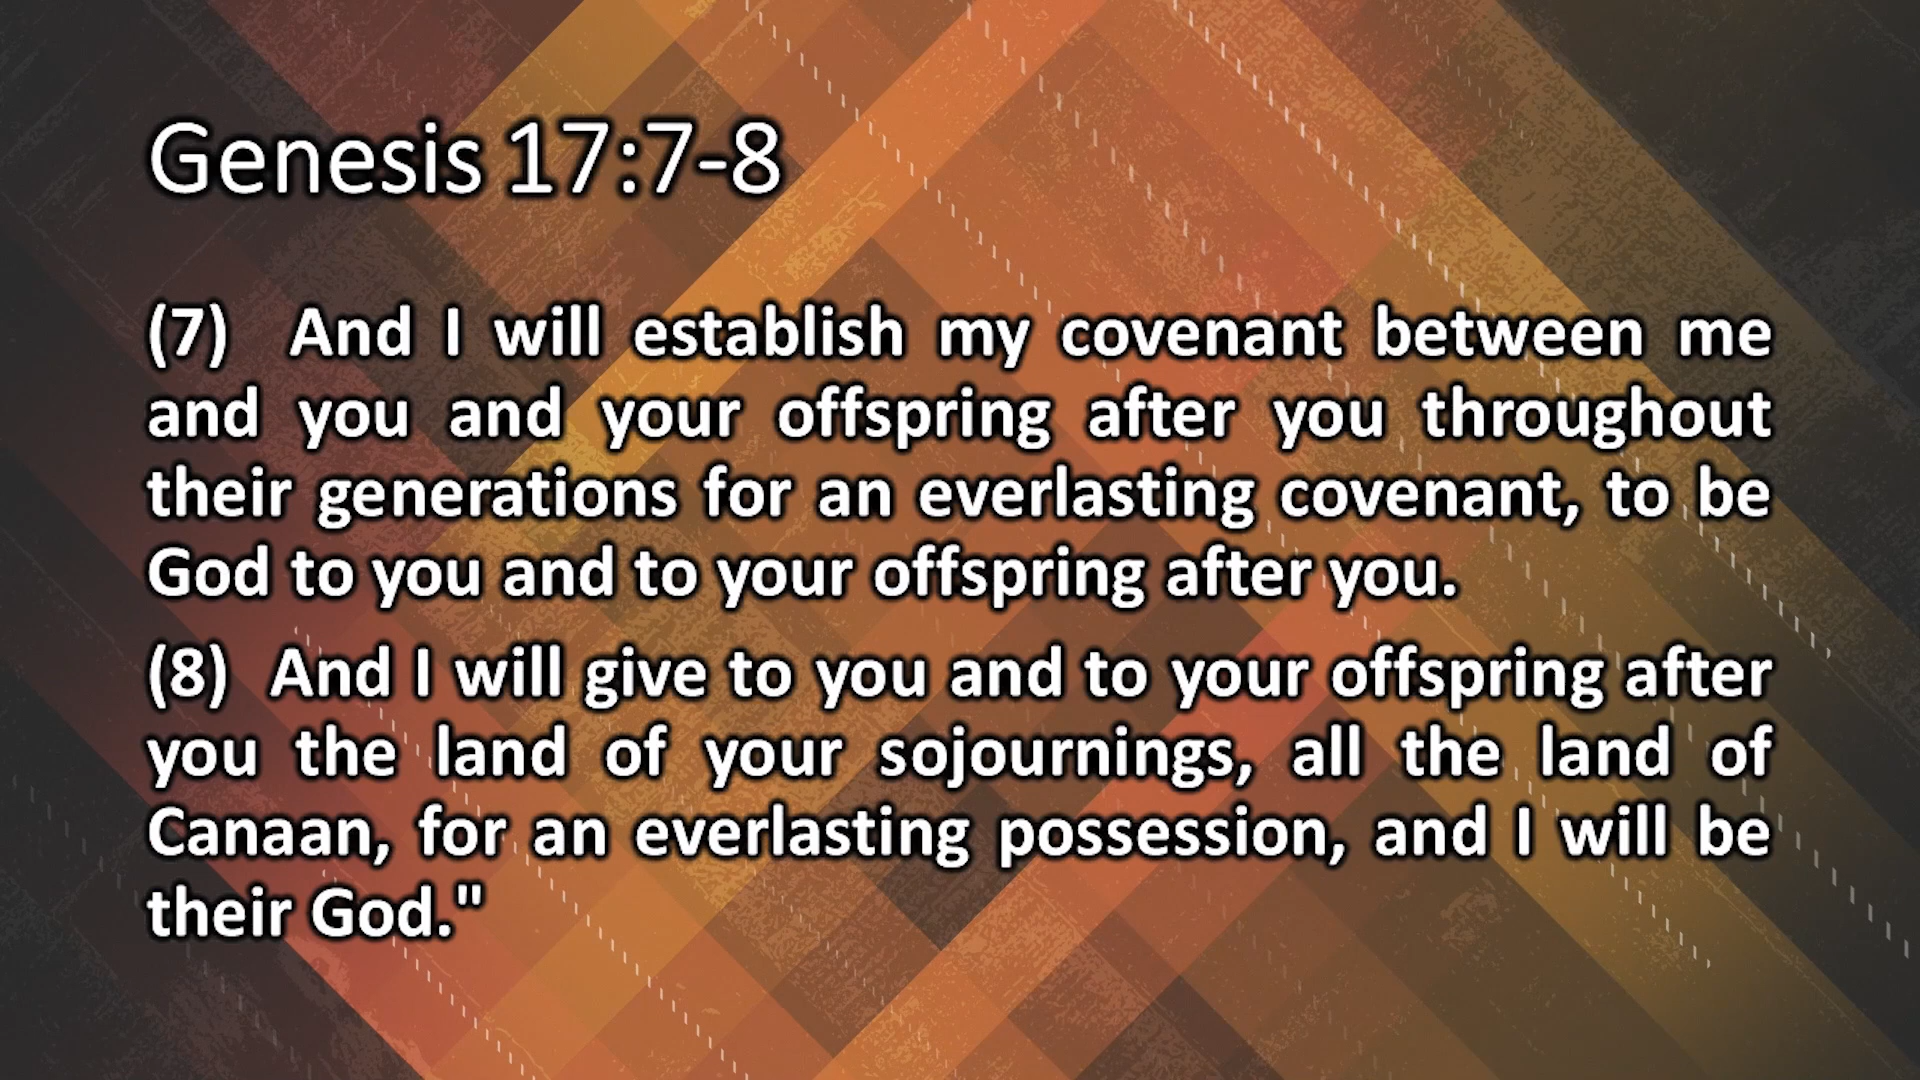 Genesis 17:7-8
(7) And I will establish my covenant between me
and you and your offspring after you throughout
their generations for an everlasting covenant, to be
God to you and to your offspring after you.
(8) And I will give to you and to your offspring after
you the land of your sojournings, all the land of
Canaan, for an everlasting possession, and I will be
their God."